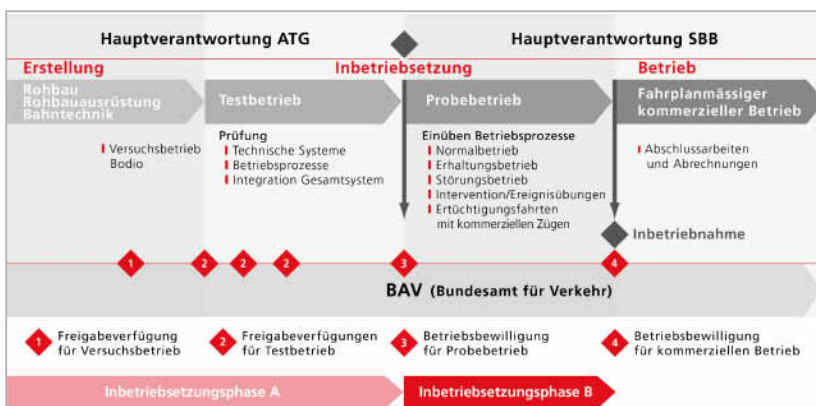 Hauptverantwortung ATG
Hauptverantwortung SBB
Erstellung
Inbetriebsetzung
Betrieb
Rohbau
Rohbauausrüstung
Bahntechnik
Testbetrieb
Probebetrieb
Fahrplanmässiger
kommerzieller Betrieb
Versuchsbetrieb
Bodio
Prüfung
Technische Systeme
Betriebsprozesse
Integration Gesamtsystem
Einüben Betriebsprozesse
Normalbetrieb
Erhaltungsbetrieb
Störungsbetrieb
Intervention/Ereignisübungen
Ertüchtigungsfahrten
mit kommerziellen Zügen
Abschlussarbeiten
und Abrechnungen
Inbetriebnahme
1 2 2 2 3 4
BAV (Bundesamt für Verkehr)
1 Freigabeverfügung
für Versuchsbetrieb
2 Freigabeverfügungen
für Testbetrieb
3 Betriebsbewilligung
für Probebetrieb
4 Betriebsbewilligung
für kommerziellen Betrieb
Inbetriebsetzungsphase A
Inbetriebsetzungsphase B